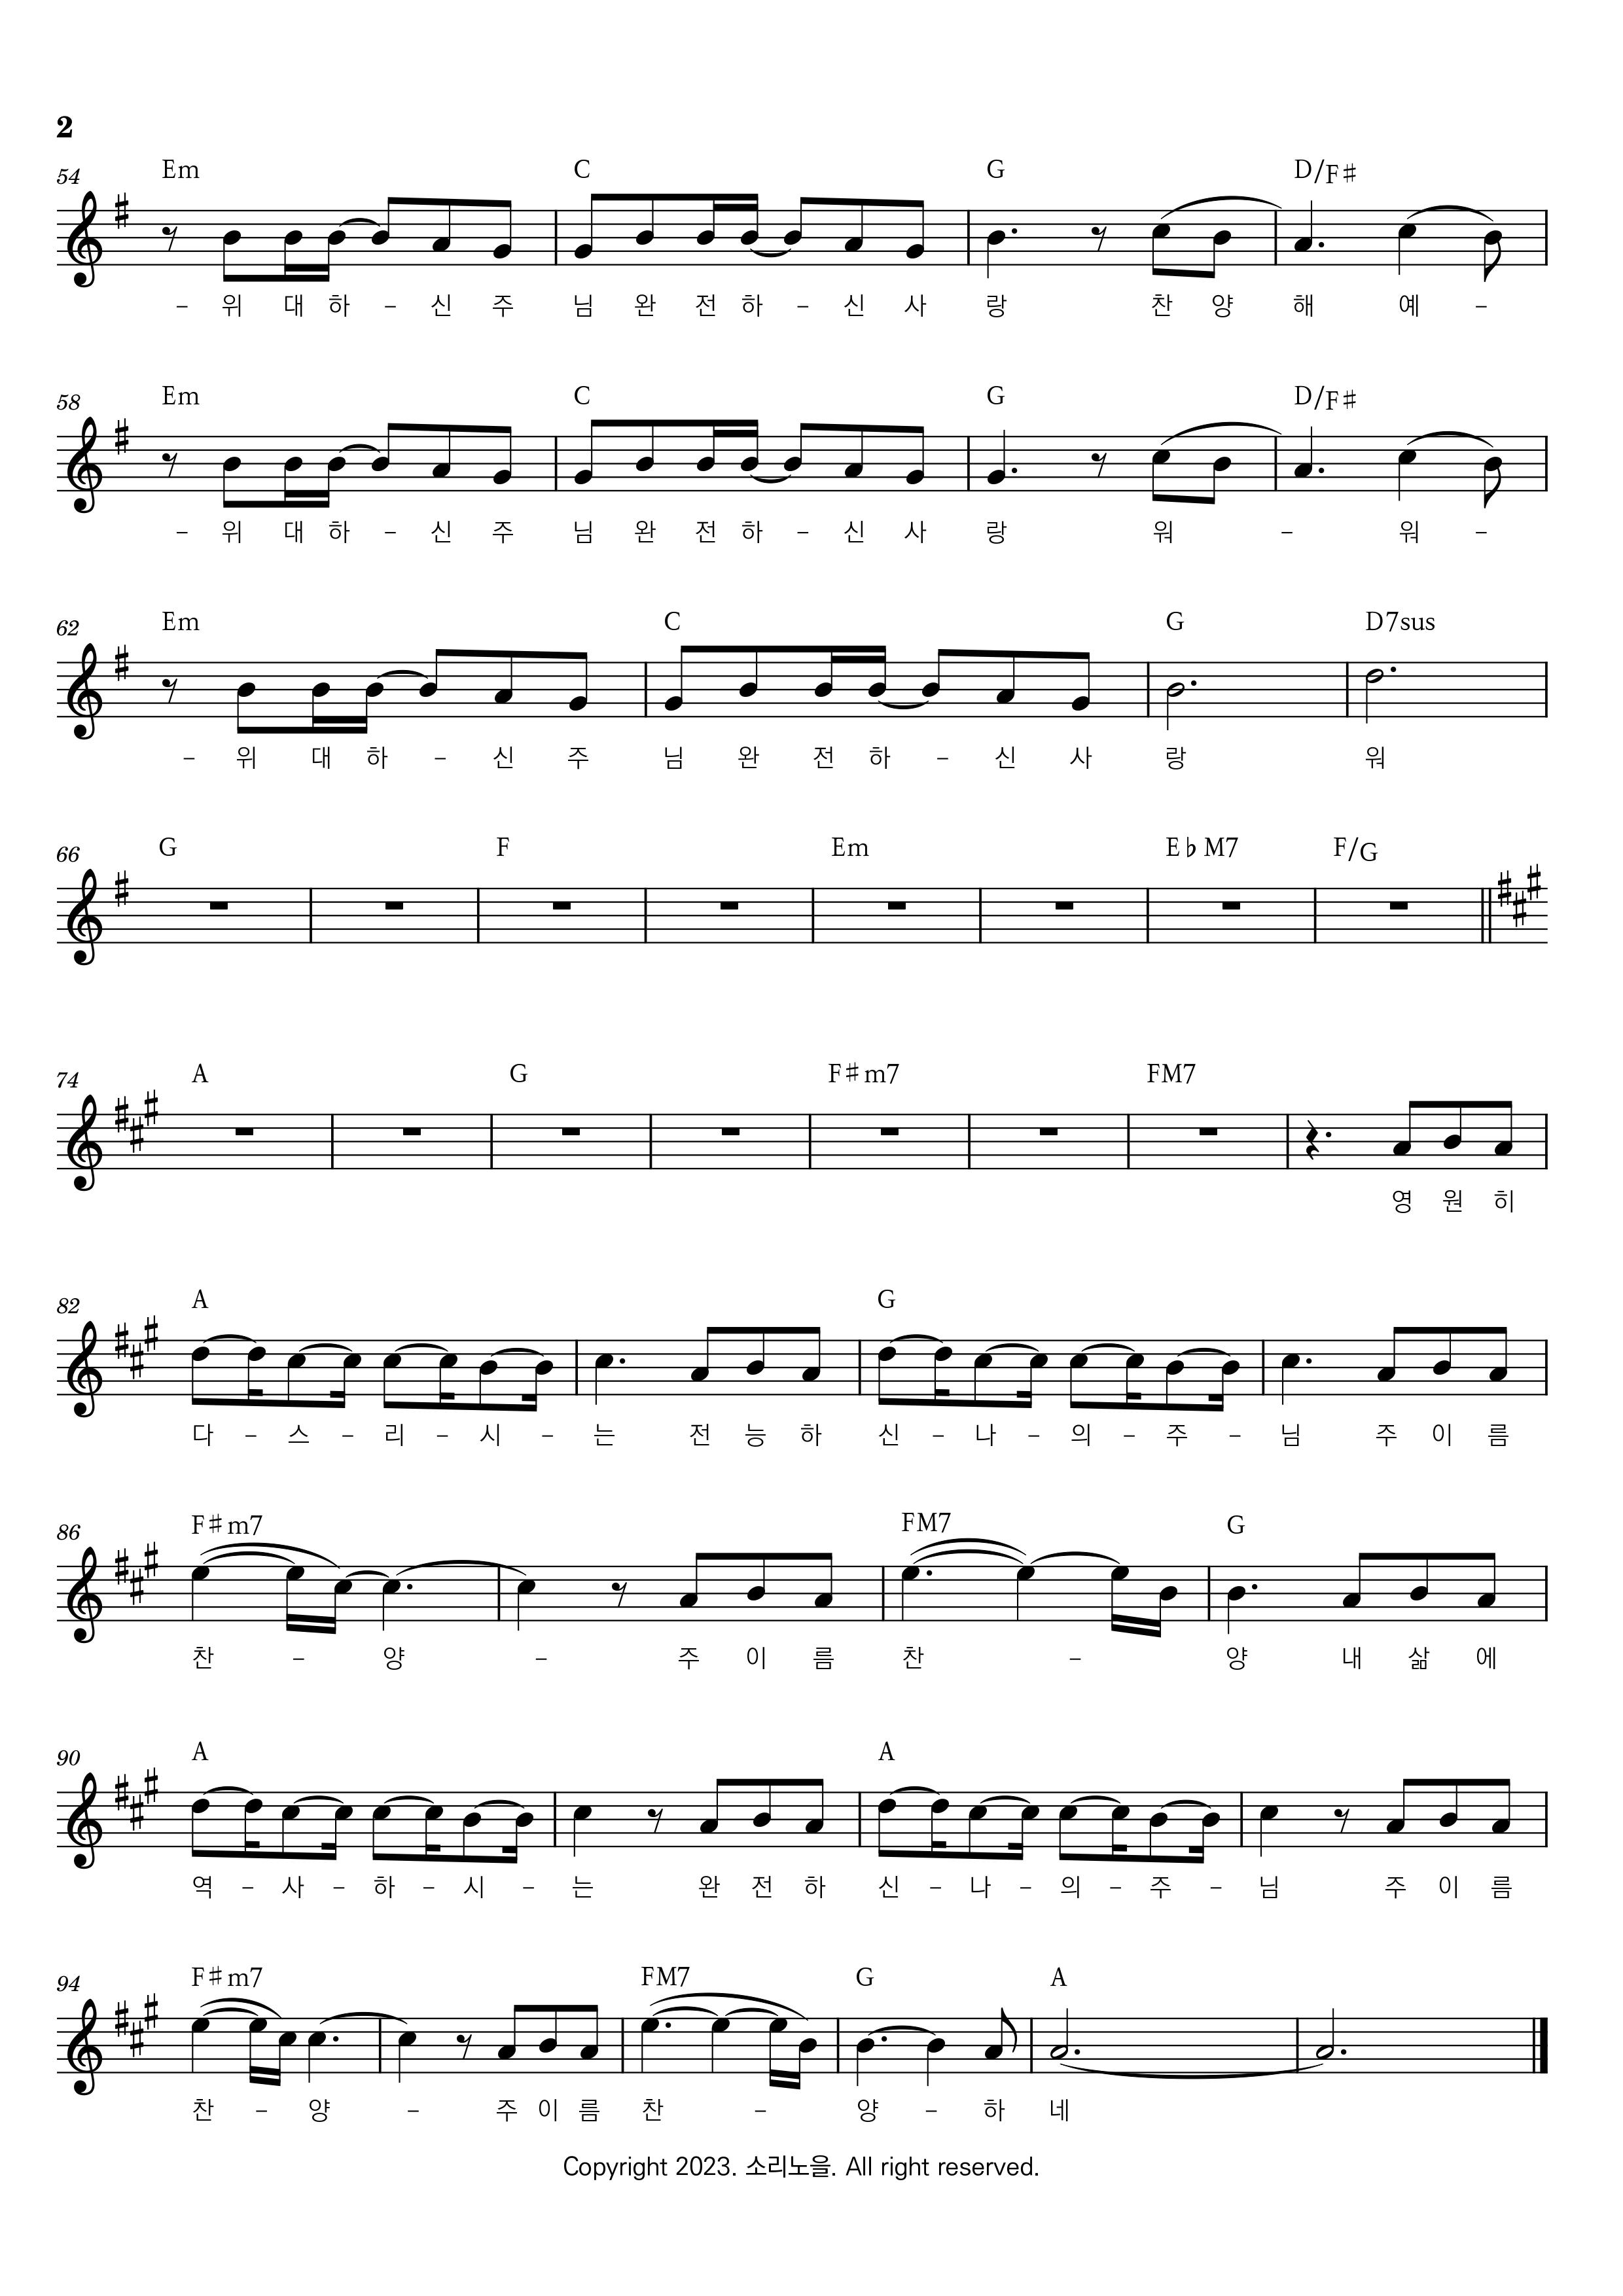 2
54 Em C G D/F♯
– 위 대 하 – 신 주 님 완 전 하 – 신 사 랑 찬 양 해 예 –
58 Em C G D/F♯
– 위 대 하 – 신 주 님 완 전 하 – 신 사 랑 워 – 워 –
62 Em C G D7sus
– 위 대 하 – 신 주 님 완 전 하 – 신 사 랑 워
66 G F Em E♭M7 F/G
74 A G F♯m7 FM7
영 원 히
82 A G
다 – 스 – 리 – 시 – 는 전 능 하 신 – 나 – 의 – 주 – 님 주 이 름
86 F♯m7 FM7 G
찬 – 양 – 주 이 름 찬 – 양 내 삶 에
90 A A
역 – 사 – 하 – 시 – 는 완 전 하 신 – 나 – 의 – 주 – 님 주 이 름
94 F♯m7 FM7 G A
찬 – 양 – 주 이 름 찬 – 양 – 하 네
Copyright 2023. 소리노을. All right reserved.